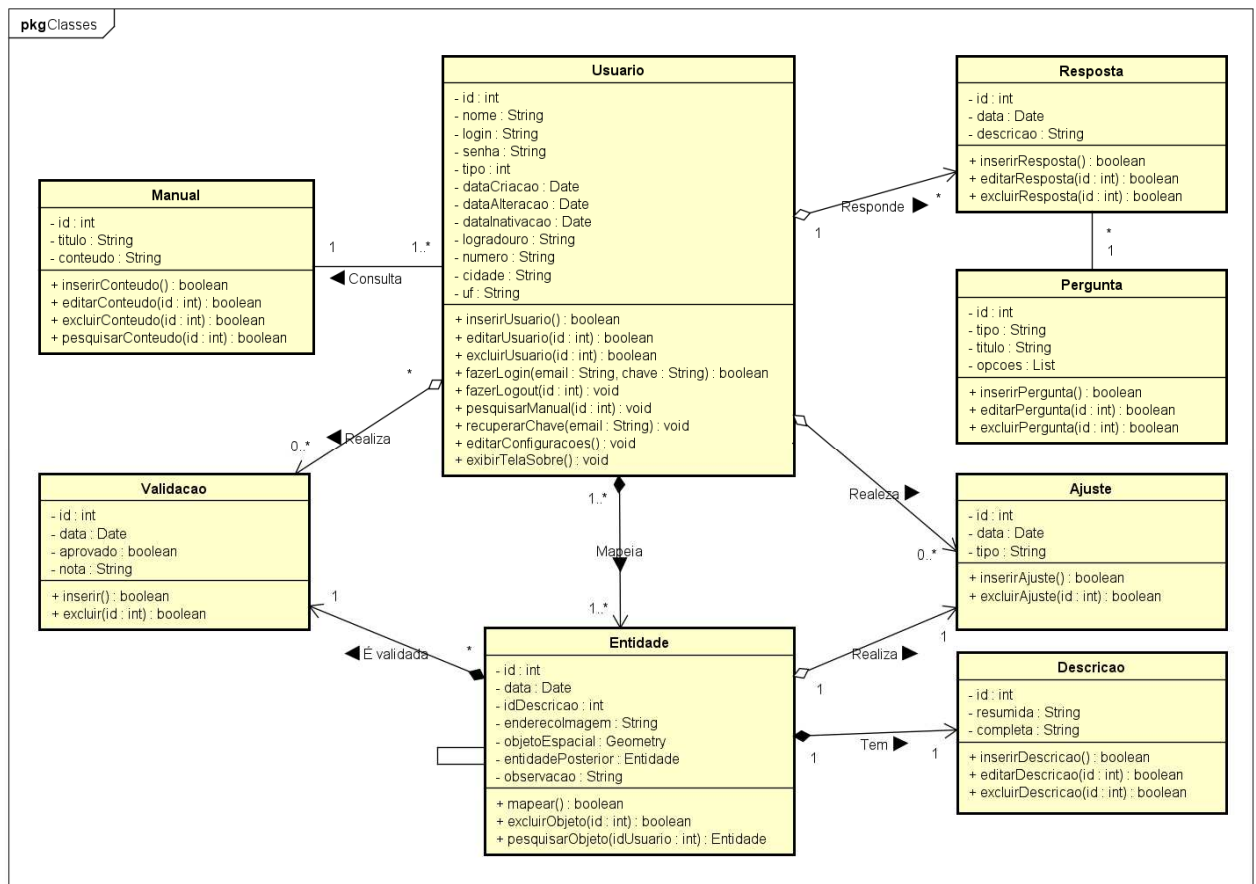 pkgClasses
Usuario
- id : int
- nome : String
- login : String
- senha : String
- tipo : int
- dataCriacao : Date
- dataAlteracao : Date
- dataInativacao : Date
- logradouro : String
- numero : String
- cidade : String
- uf : String
+ inserirUsuario() : boolean
+ editarUsuario(id : int) : boolean
+ excluirUsuario(id : int) : boolean
+ fazerLogin(email : String, chave : String) : boolean
+ fazerLogout(id : int) : void
+ pesquisarManual(id : int) : void
+ recuperarChave(email : String) : void
+ editarConfiguracoes() : void
+ exibirTelaSobre() : void
Resposta
- id : int
- data : Date
- descricao : String
+ inserirResposta() : boolean
+ editarResposta(id : int) : boolean
+ excluirResposta(id : int) : boolean
Responde ▶
*
1
Manual
- id : int
- titulo : String
- conteudo : String
+ inserirConteudo() : boolean
+ editarConteudo(id : int) : boolean
+ excluirConteudo(id : int) : boolean
+ pesquisarConteudo(id : int) : boolean
1
1..*
◀ Consulta
*
1
Pergunta
- id : int
- tipo : String
- titulo : String
- opcoes : List
+ inserirPergunta() : boolean
+ editarPergunta(id : int) : boolean
+ excluirPergunta(id : int) : boolean
*
◀ Realiza
0..*
Validacao
- id : int
- data : Date
- aprovado : boolean
- nota : String
+ inserir() : boolean
+ excluir(id : int) : boolean
1..*
Mapeia
1..*
Realeza ▶
0..*
Ajuste
- id : int
- data : Date
- tipo : String
+ inserirAjuste() : boolean
+ excluirAjuste(id : int) : boolean
1
◀ É validada
*
Entidade
- id : int
- data : Date
- idDescricao : int
- enderecoImagem : String
- objetoEspacial : Geometry
- entidadePosterior : Entidade
- observacao : String
+ mapear() : boolean
+ excluirObjeto(id : int) : boolean
+ pesquisarObjeto(idUsuario : int) : Entidade
1
Realiza ▶
1
1
Tem ▶
1
Descricao
- id : int
- resumida : String
- completa : String
+ inserirDescricao() : boolean
+ editarDescricao(id : int) : boolean
+ excluirDescricao(id : int) : boolean